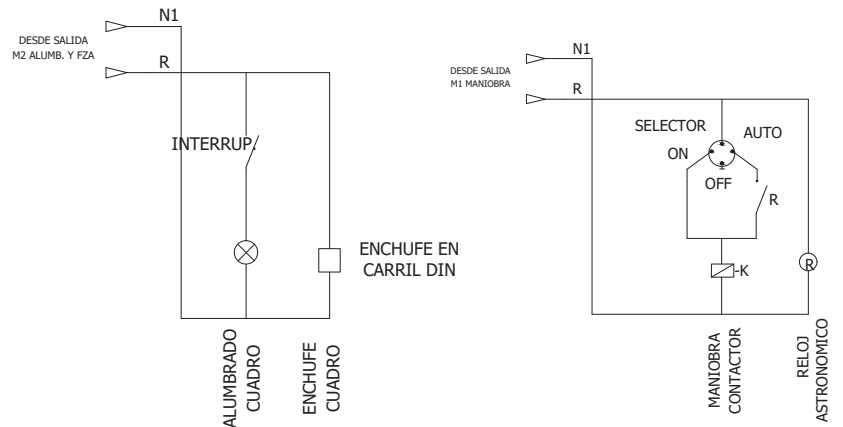 N1
DESDE SALIDA
M2 ALUMB. Y FZA
R
INTERRUP.
ENCHUFE EN
CARRIL DIN
ALUMBRADO
CUADRO
ENCHUFE
CUADRO
N1
DESDE SALIDA
M1 MANIOBRA
R
SELECTOR
AUTO
ON
OFF
R
-K
R
MANIOBRA
CONTACTOR
RELOJ
ASTRONOMICO